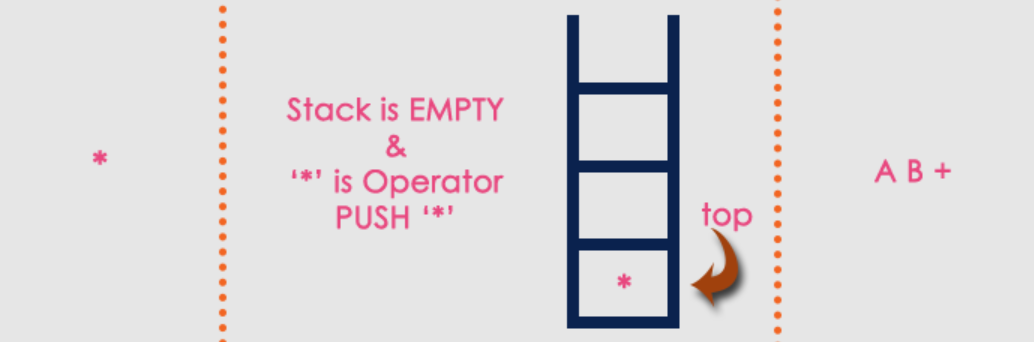 *
Stack is EMPTY
&
‘*’ is Operator
PUSH ‘*’
*
top
A B +